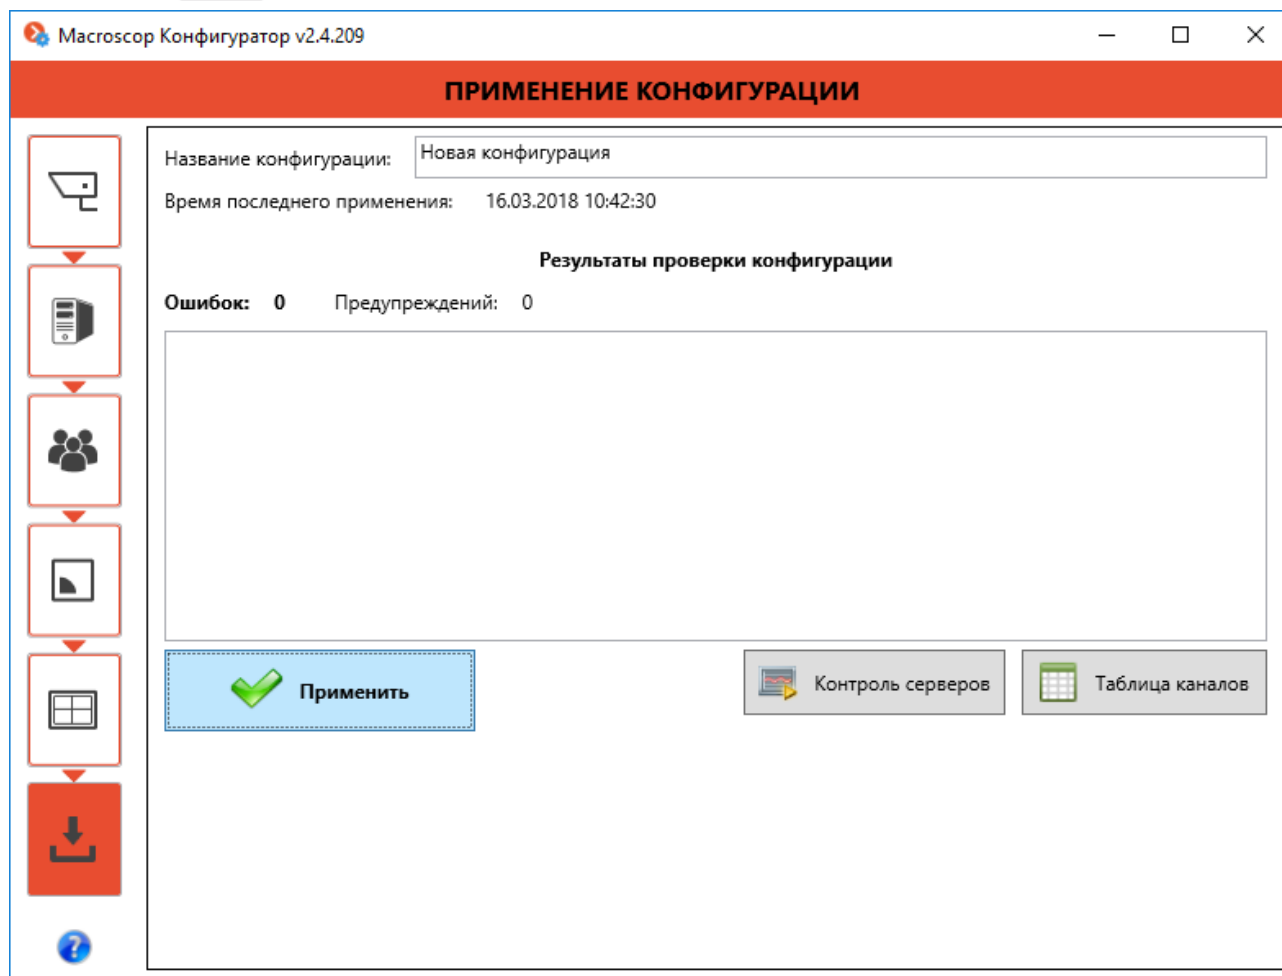 Macroscop Конфигуратор v2.4.209
ПРИМЕНЕНИЕ КОНФИГУРАЦИИ
Название конфигурации: Новая конфигурация
Время последнего применения: 16.03.2018 10:42:30
Результаты проверки конфигурации
Ошибок: 0 Предупреждений: 0
Применить Контроль серверов Таблица каналов
?